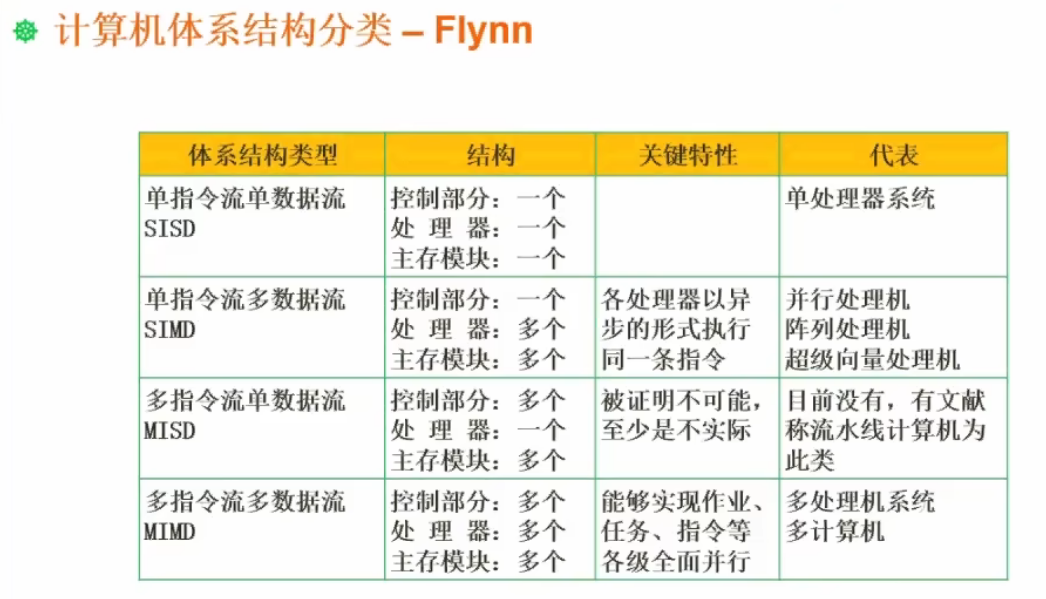 计算机体系结构分类 – Flynn
体系结构类型 结构 关键特性 代表
单指令流单数据流
SISD
控制部分：一个
处 理 器：一个
主存模块：一个
单处理器系统
单指令流多数据流
SIMD
控制部分：一个
处 理 器：多个
主存模块：多个
各处理器以异
步的形式执行
同一条指令
并行处理机
阵列处理机
超级向量处理机
多指令流单数据流
MISD
控制部分：多个
处 理 器：一个
主存模块：多个
被证明不可能，
至少是不实际
目前没有，有文献
称流水线计算机为
此类
多指令流多数据流
MIMD
控制部分：多个
处 理 器：多个
主存模块：多个
能够实现作业、
任务、指令等
各级全面并行
多处理机系统
多计算机